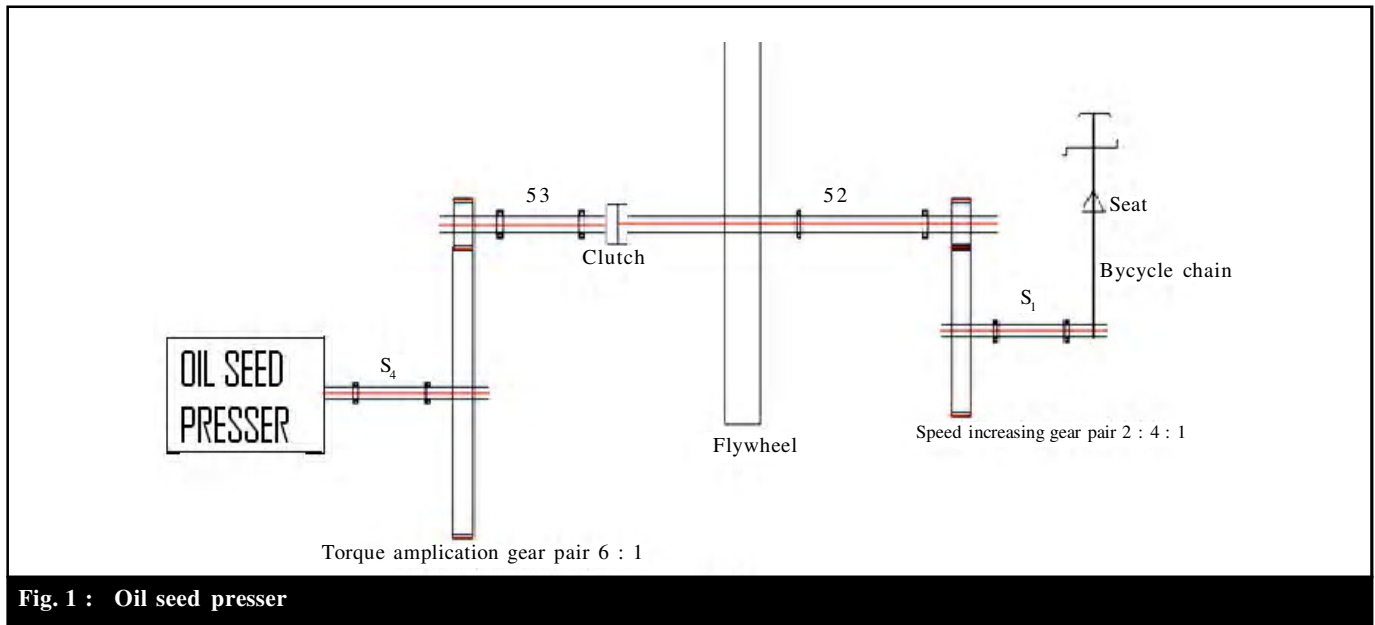 53
52
Seat
Clutch
Bycycle chain
S1
OIL SEED
PRESSER
S4
Flywheel
Speed increasing gear pair 2 : 4 : 1
Torque amplication gear pair 6 : 1
Fig. 1 : Oil seed presser